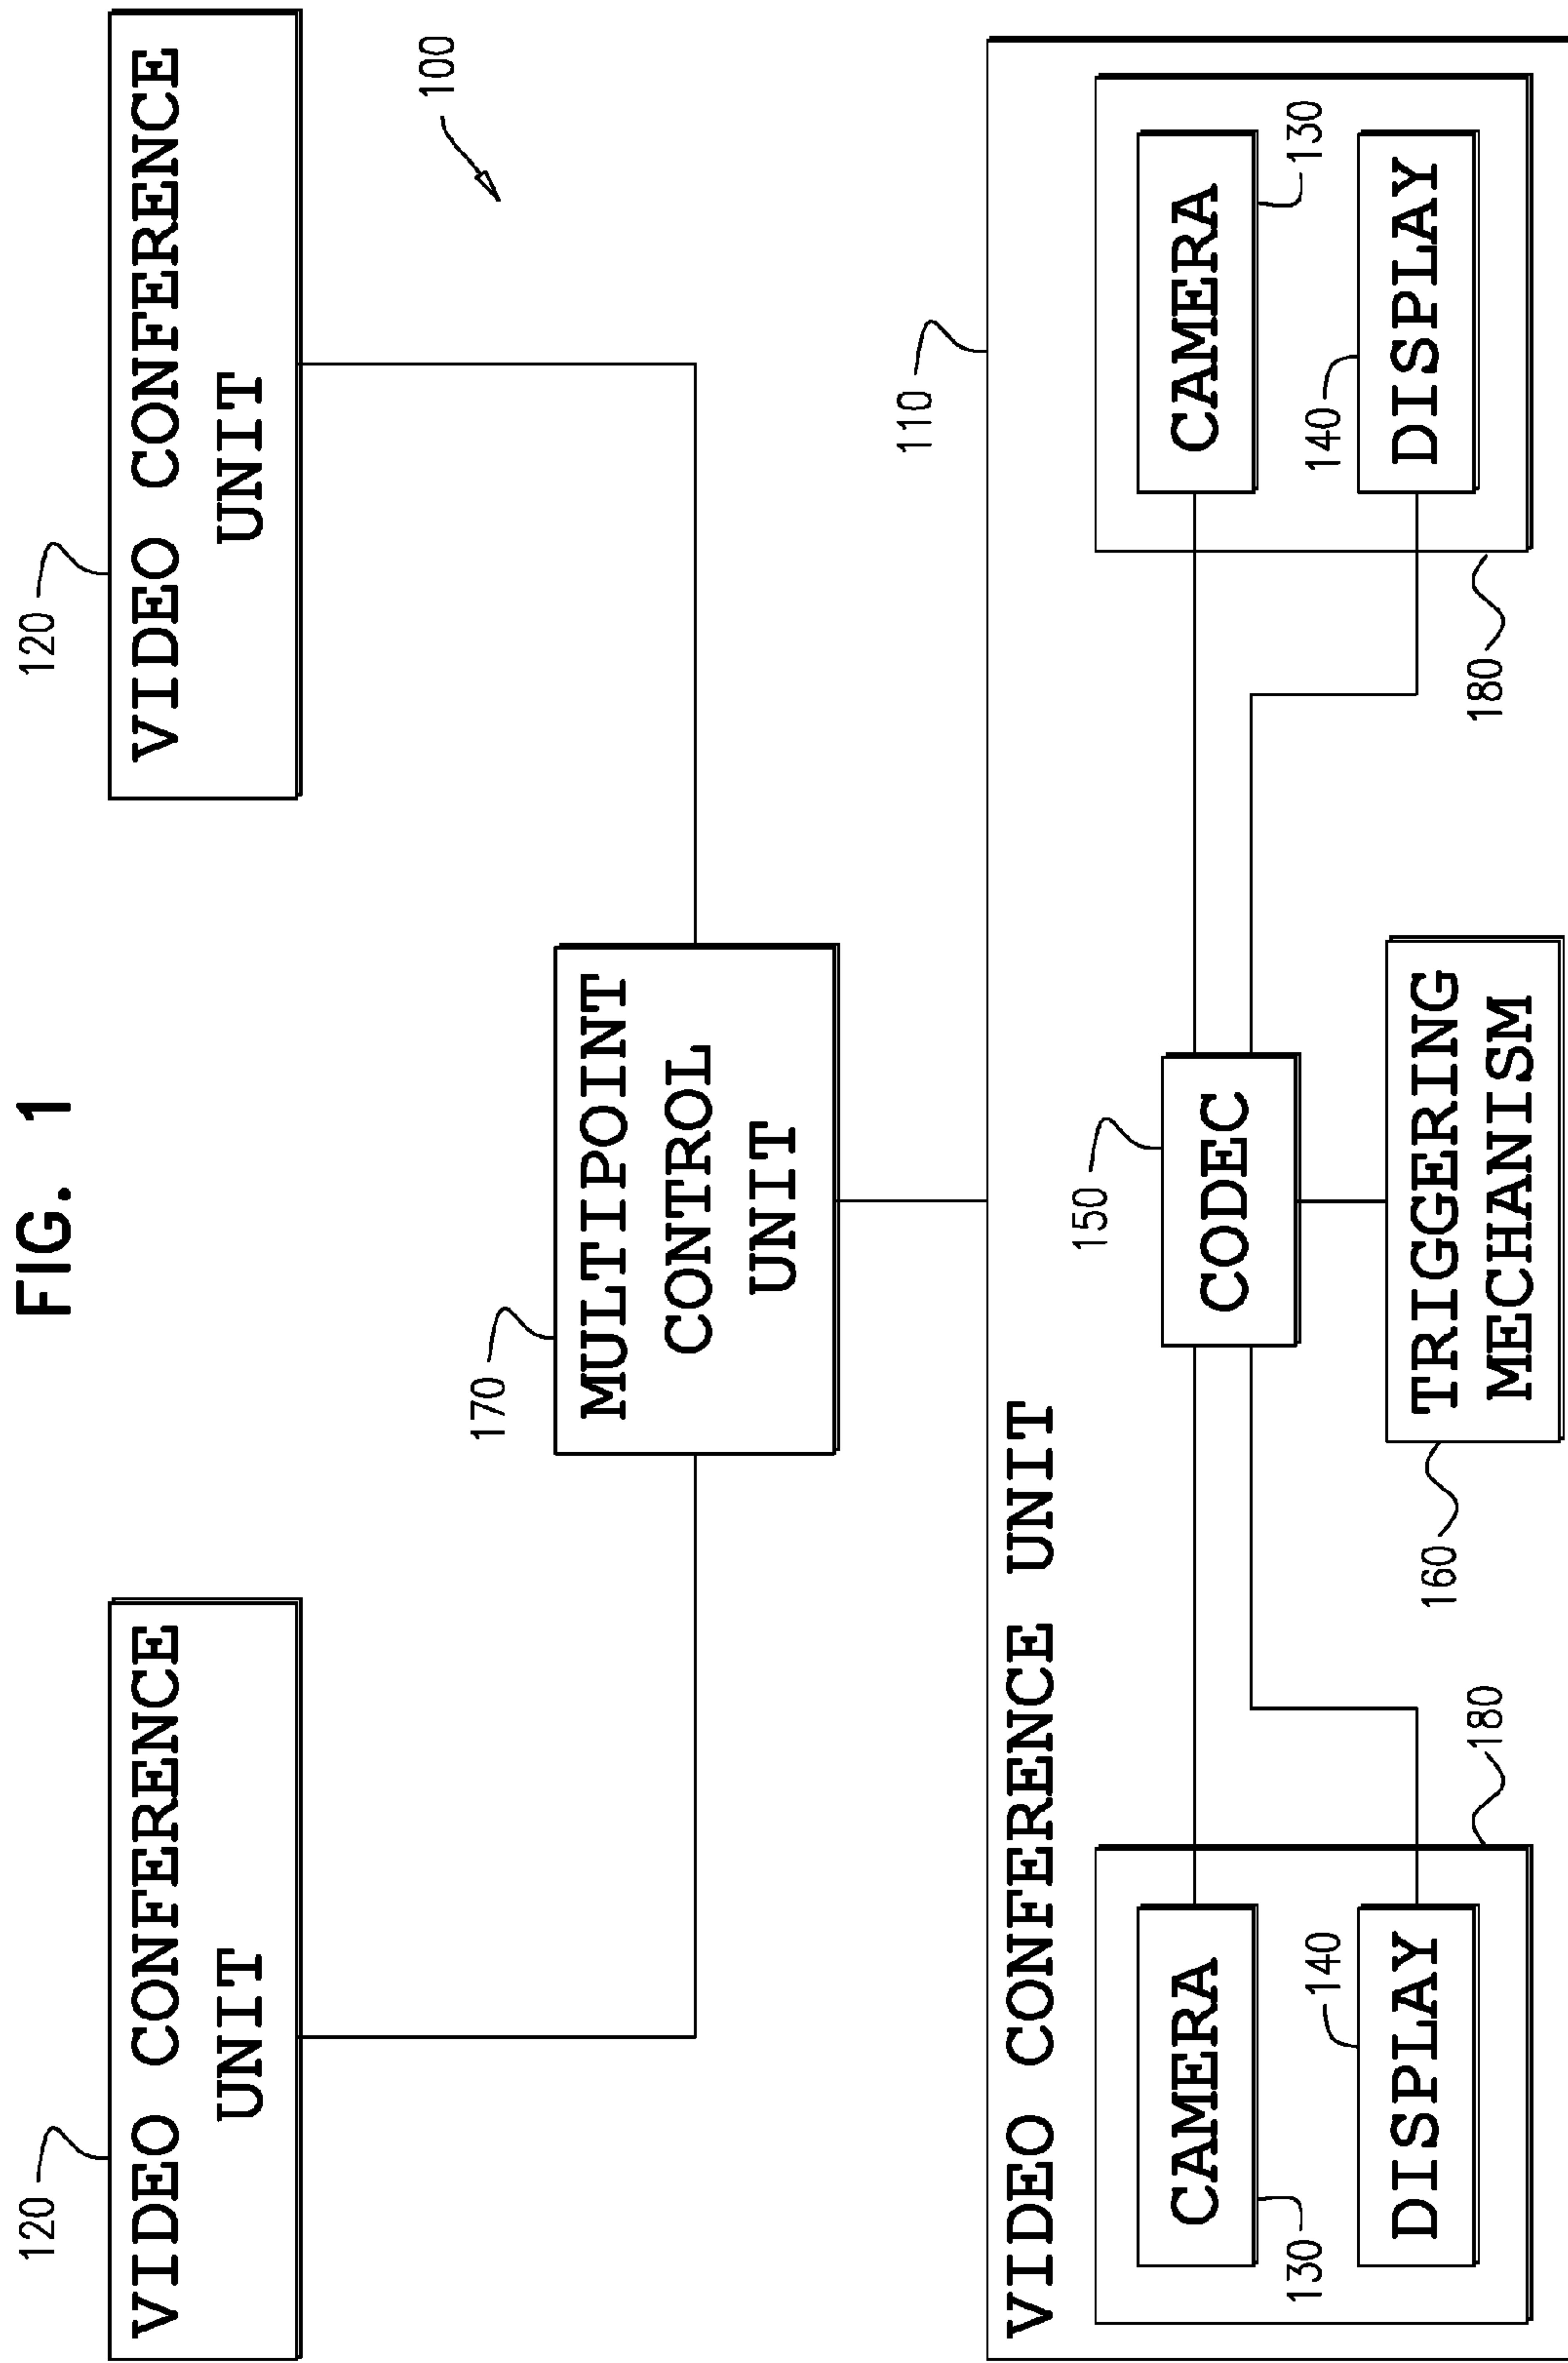 FIG. 1
120
120
VIDEO CONFERENCE
UNIT
VIDEO CONFERENCE
UNIT
100
170
MULTIPOINT
CONTROL
UNIT
110
VIDEO CONFERENCE UNIT
150
CAMERA
CODEC
CAMERA
130
140
140
130
DISPLAY
TRIGGERING
MECHANISM
DISPLAY
180
160
180